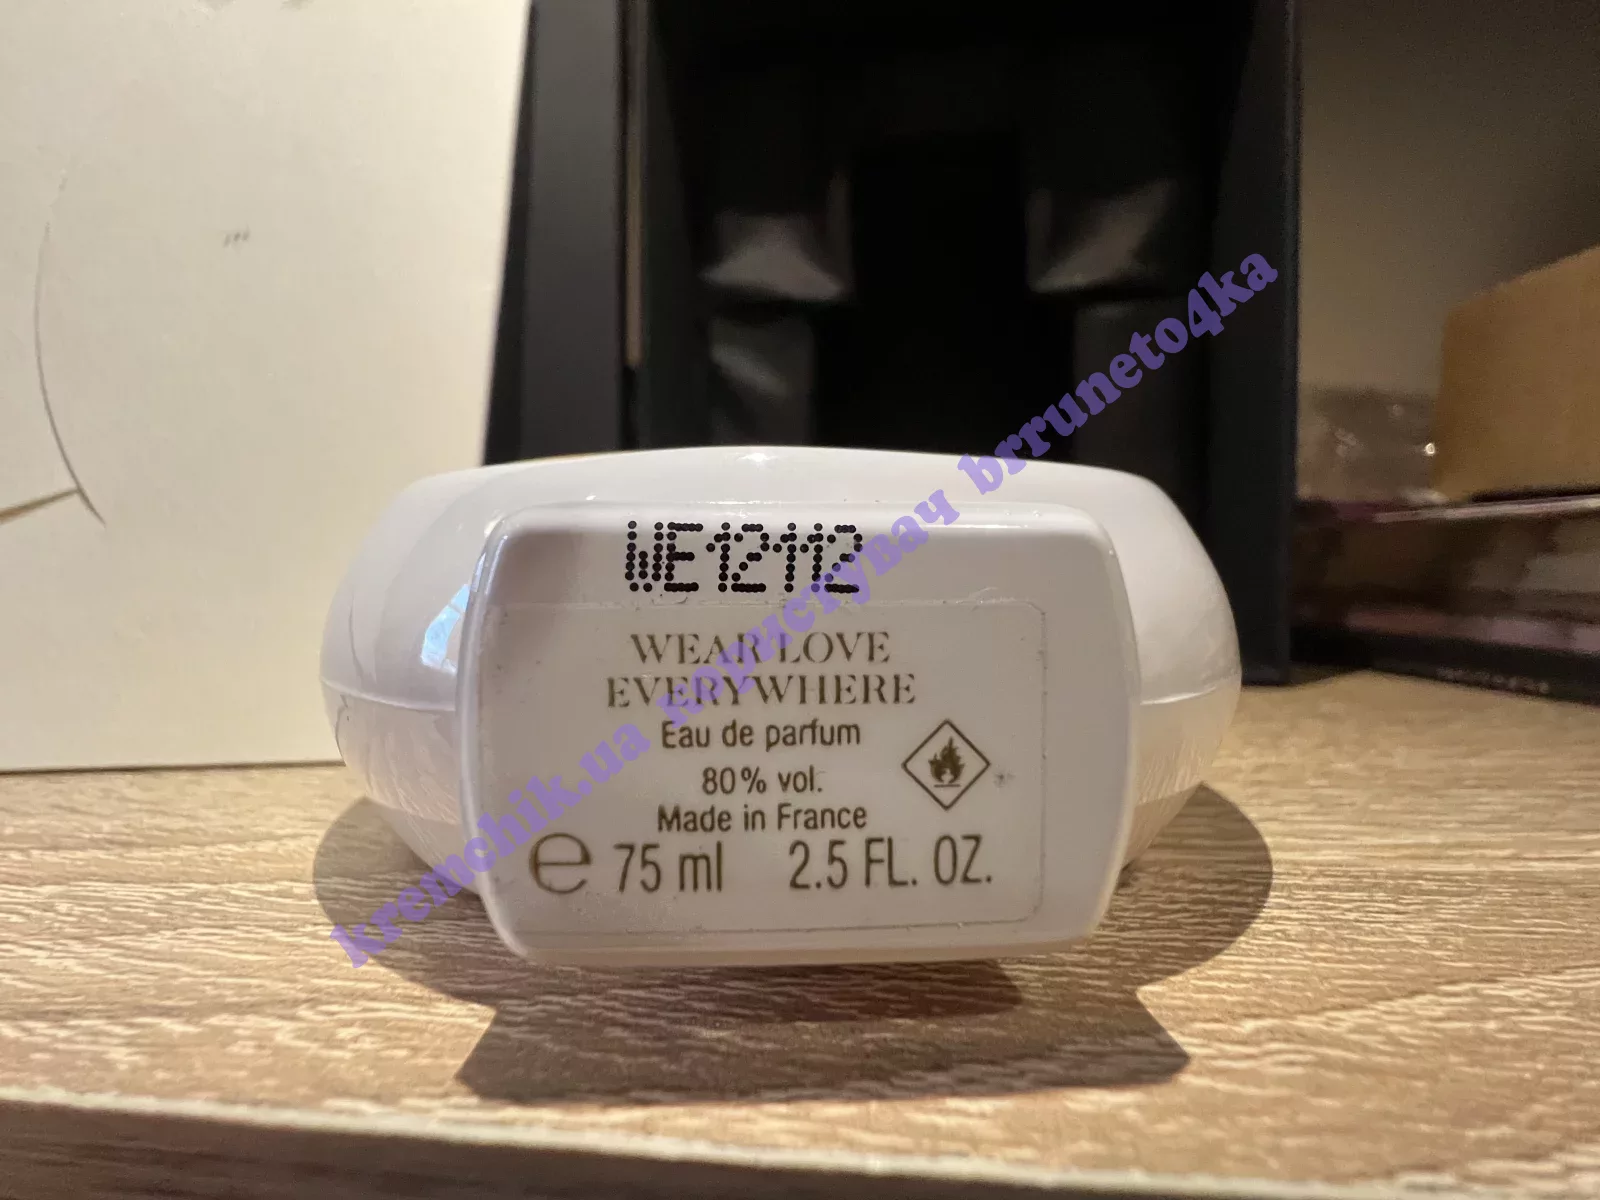 WE12112
WEAR LOVE
EVERYWHERE
Eau de parfum
80% vol.
Made in France
℮ 75 ml 2.5 FL. OZ.
kremchik.ua користувач brruneto4ka